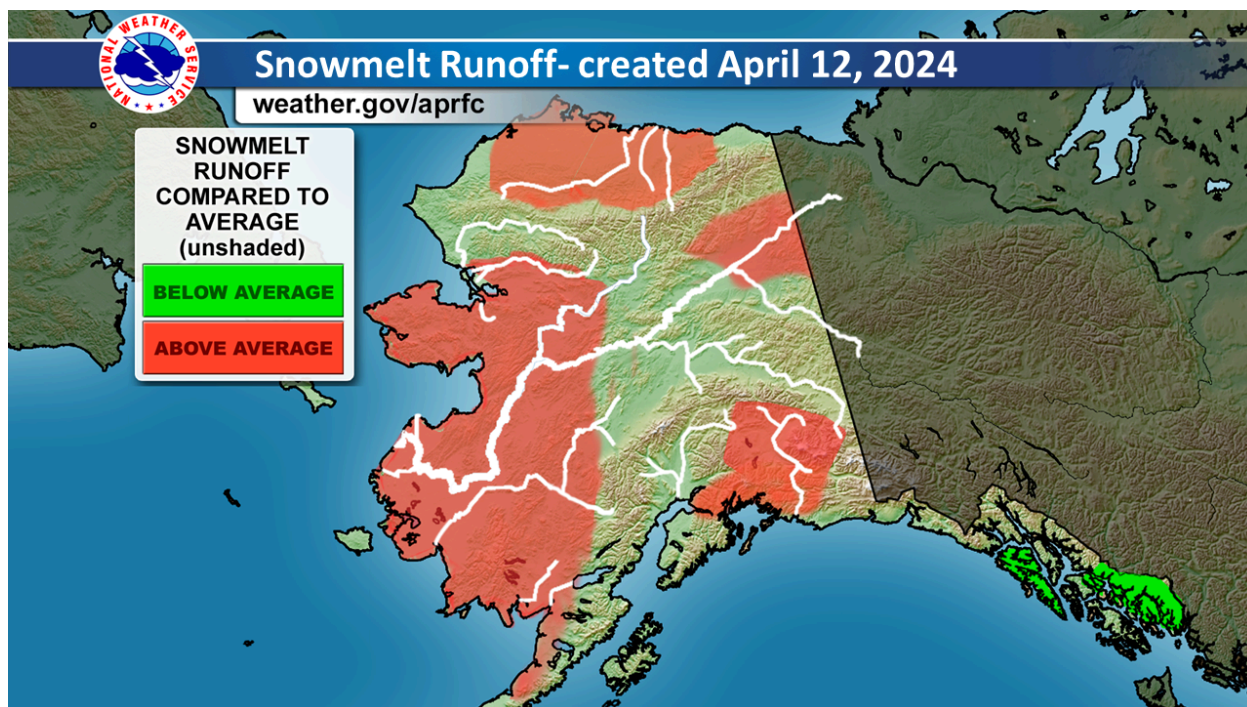 NATIONAL WEATHER SERVICE
Snowmelt Runoff- created April 12, 2024
weather.gov/aprfc
SNOWMELT
RUNOFF
COMPARED TO
AVERAGE
(unshaded)
BELOW AVERAGE
ABOVE AVERAGE